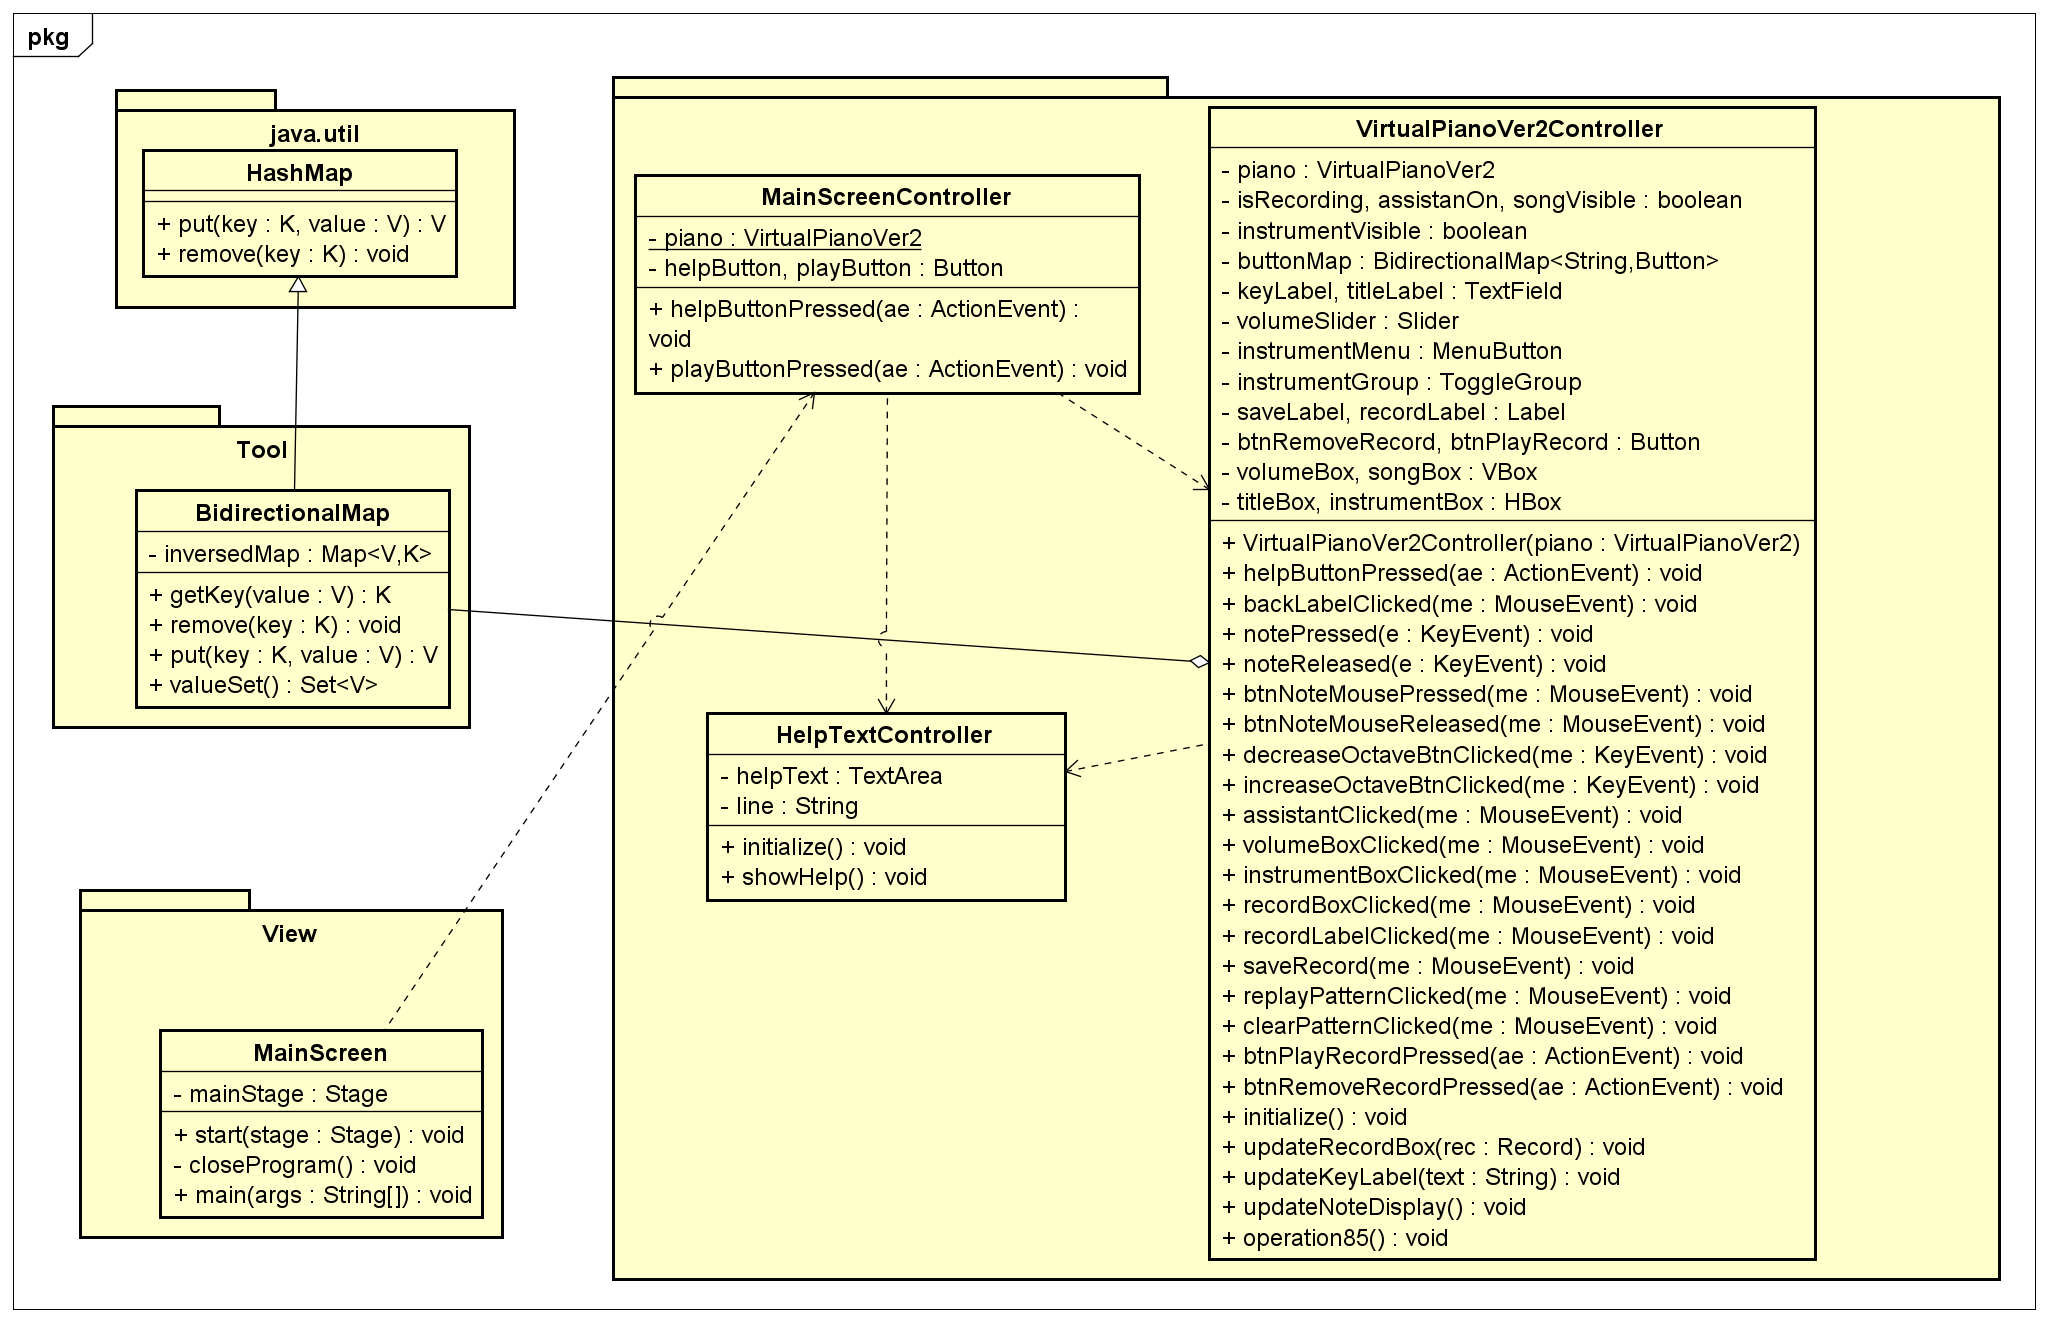 pkg
java.util
HashMap
+ put(key : K, value : V) : V
+ remove(key : K) : void
Tool
BidirectionalMap
- inversedMap : Map<V,K>
+ getKey(value : V) : K
+ remove(key : K) : void
+ put(key : K, value : V) : V
+ valueSet() : Set<V>
View
MainScreen
- mainStage : Stage
+ start(stage : Stage) : void
- closeProgram() : void
+ main(args : String[]) : void
MainScreenController
- piano : VirtualPianoVer2
- helpButton, playButton : Button
+ helpButtonPressed(ae : ActionEvent) :
void
+ playButtonPressed(ae : ActionEvent) : void
HelpTextController
- helpText : TextArea
- line : String
+ initialize() : void
+ showHelp() : void
VirtualPianoVer2Controller
- piano : VirtualPianoVer2
- isRecording, assistanOn, songVisible : boolean
- instrumentVisible : boolean
- buttonMap : BidirectionalMap<String,Button>
- keyLabel, titleLabel : TextField
- volumeSlider : Slider
- instrumentMenu : MenuButton
- instrumentGroup : ToggleGroup
- saveLabel, recordLabel : Label
- btnRemoveRecord, btnPlayRecord : Button
- volumeBox, songBox : VBox
- titleBox, instrumentBox : HBox
+ VirtualPianoVer2Controller(piano : VirtualPianoVer2)
+ helpButtonPressed(ae : ActionEvent) : void
+ backLabelClicked(me : MouseEvent) : void
+ notePressed(e : KeyEvent) : void
+ noteReleased(e : KeyEvent) : void
+ btnNoteMousePressed(me : MouseEvent) : void
+ btnNoteMouseReleased(me : MouseEvent) : void
+ decreaseOctaveBtnClicked(me : KeyEvent) : void
+ increaseOctaveBtnClicked(me : KeyEvent) : void
+ assistantClicked(me : MouseEvent) : void
+ volumeBoxClicked(me : MouseEvent) : void
+ instrumentBoxClicked(me : MouseEvent) : void
+ recordBoxClicked(me : MouseEvent) : void
+ recordLabelClicked(me : MouseEvent) : void
+ saveRecord(me : MouseEvent) : void
+ replayPatternClicked(me : MouseEvent) : void
+ clearPatternClicked(me : MouseEvent) : void
+ btnPlayRecordPressed(ae : ActionEvent) : void
+ btnRemoveRecordPressed(ae : ActionEvent) : void
+ initialize() : void
+ updateRecordBox(rec : Record) : void
+ updateKeyLabel(text : String) : void
+ updateNoteDisplay() : void
+ operation85() : void